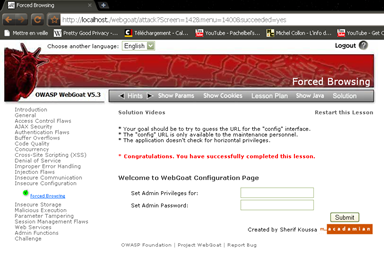 Forced Browsing
http://localhost./webgoat/attack?Screen=142&menu=1400&succeeded=yes
Mettre en veille
Pretty Good Privacy -
Téléchargement - Cal...
YouTube - Pachelbel's...
Michel Collon - L'info
YouTube
Choose another language: English
Logout
Forced Browsing
OWASP WebGoat V5.3
Hints
Show Params
Show Cookies
Lesson Plan
Show Java
Solution
Introduction
General
Access Control Flaws
AJAX Security
Authentication Flaws
Buffer Overflows
Code Quality
Concurrency
Cross-Site Scripting (XSS)
Denial of Service
Improper Error Handling
Injection Flaws
Insecure Communication
Insecure Configuration
Forced Browsing
Insecure Storage
Malicious Execution
Parameter Tampering
Session Management Flaws
Web Services
Admin Functions
Challenge
Solution Videos
Restart this Lesson
* Your goal should be to try to guess the URL for the "config" interface.
* The "config" URL is only available to the maintenance personnel.
* The application doesn't check for horizontal privileges.
* Congratulations. You have successfully completed this lesson.
Welcome to WebGoat Configuration Page
Set Admin Privileges for:
Set Admin Password:
Submit
Created by Sherif Koussa
macadamian
OWASP Foundation | Project WebGoat | Report Bug